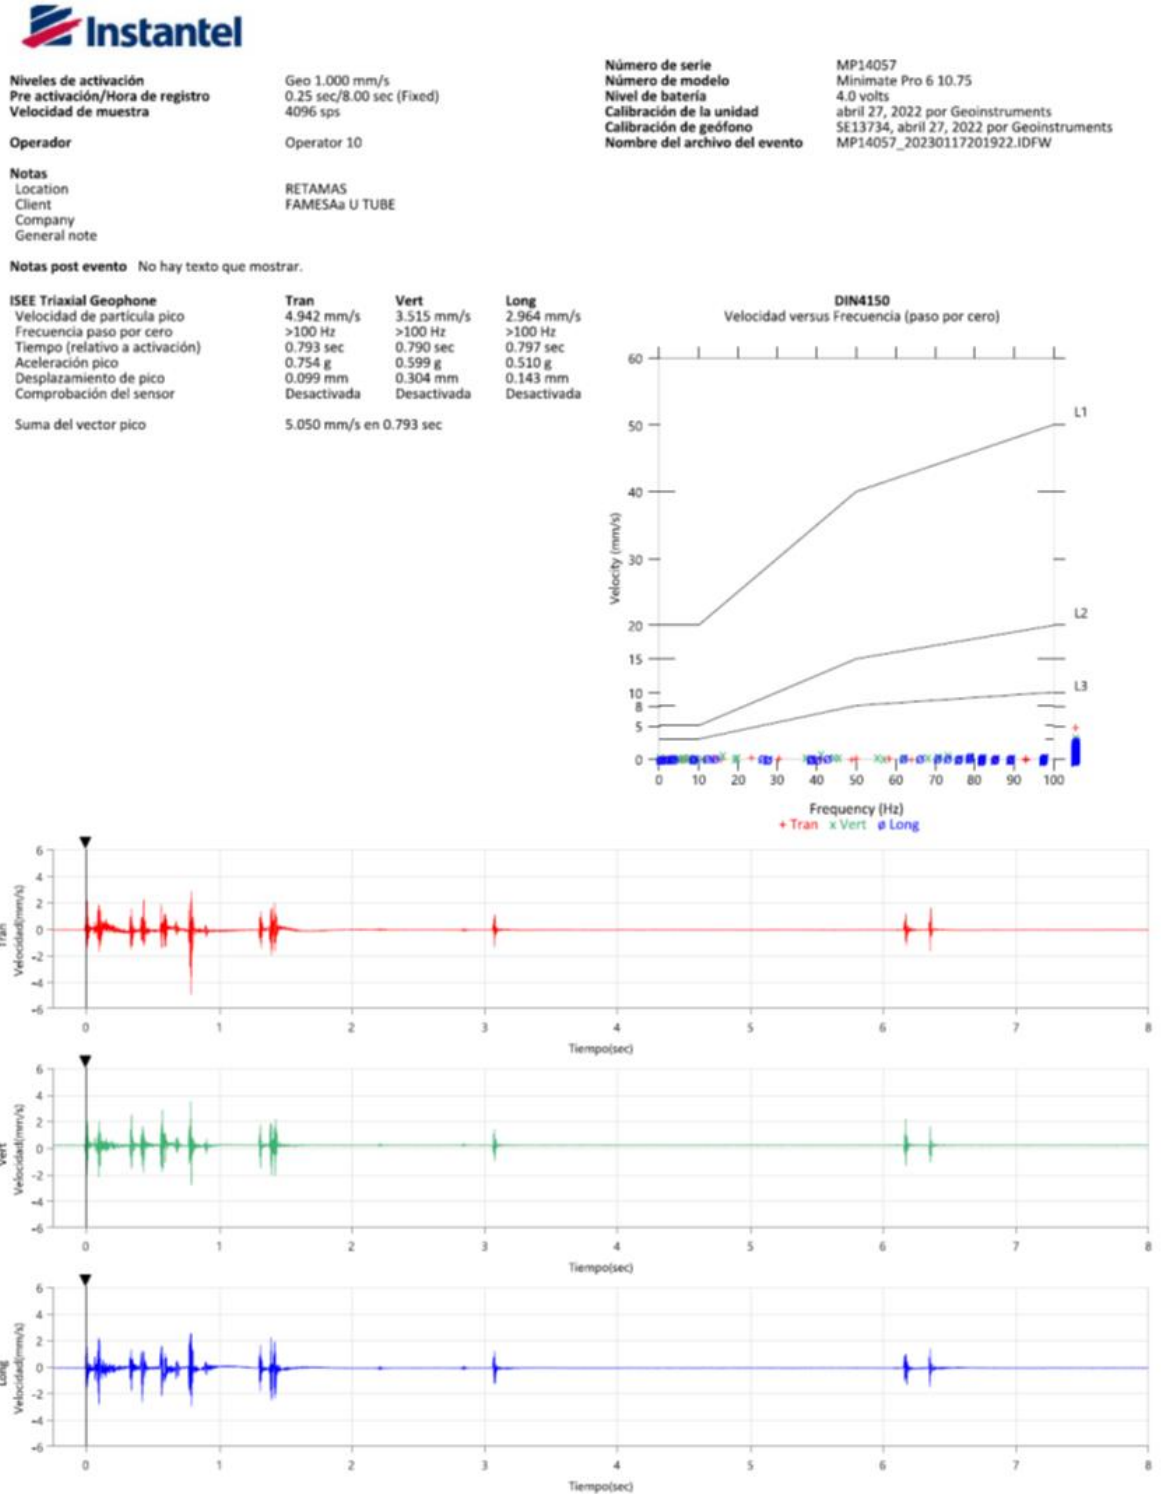 Instantel
Niveles de activación Geo 1.000 mm/s
Pre activación/Hora de registro 0.25 sec/8.00 sec (Fixed)
Velocidad de muestra 4096 sps
Operador Operator 10
Número de serie MP14057
Número de modelo Minimate Pro 6 10.75
Nivel de batería 4.0 volts
Calibración de la unidad abril 27, 2022 por Geoinstruments
Calibración de geófono SE13734, abril 27, 2022 por Geoinstruments
Nombre del archivo del evento MP14057_20230117201922.IDFW
Notas
Location RETAMAS
Client FAMESAa U TUBE
Company
General note
Notas post evento No hay texto que mostrar.
ISEE Triaxial Geophone Tran Vert Long
Velocidad de partícula pico 4.942 mm/s 3.515 mm/s 2.964 mm/s
Frecuencia paso por cero >100 Hz >100 Hz >100 Hz
Tiempo (relativo a activación) 0.793 sec 0.790 sec 0.797 sec
Aceleración pico 0.754 g 0.599 g 0.510 g
Desplazamiento de pico 0.099 mm 0.304 mm 0.143 mm
Comprobación del sensor Desactivada Desactivada Desactivada
Suma del vector pico 5.050 mm/s en 0.793 sec
DIN4150
Velocidad versus Frecuencia (paso por cero)
Velocity (mm/s)
60
50
40
30
20
15
10
8
5
0
L1
L2
L3
0 10 20 30 40 50 60 70 80 90 100
Frequency (Hz)
+ Tran x Vert ø Long
Tran
Velocidad(mm/s)
6
4
2
0
-2
-4
-6
0 1 2 3 4 5 6 7 8
Tiempo(sec)
Vert
Velocidad(mm/s)
6
4
2
0
-2
-4
-6
0 1 2 3 4 5 6 7 8
Tiempo(sec)
Long
Velocidad(mm/s)
6
4
2
0
-2
-4
-6
0 1 2 3 4 5 6 7 8
Tiempo(sec)